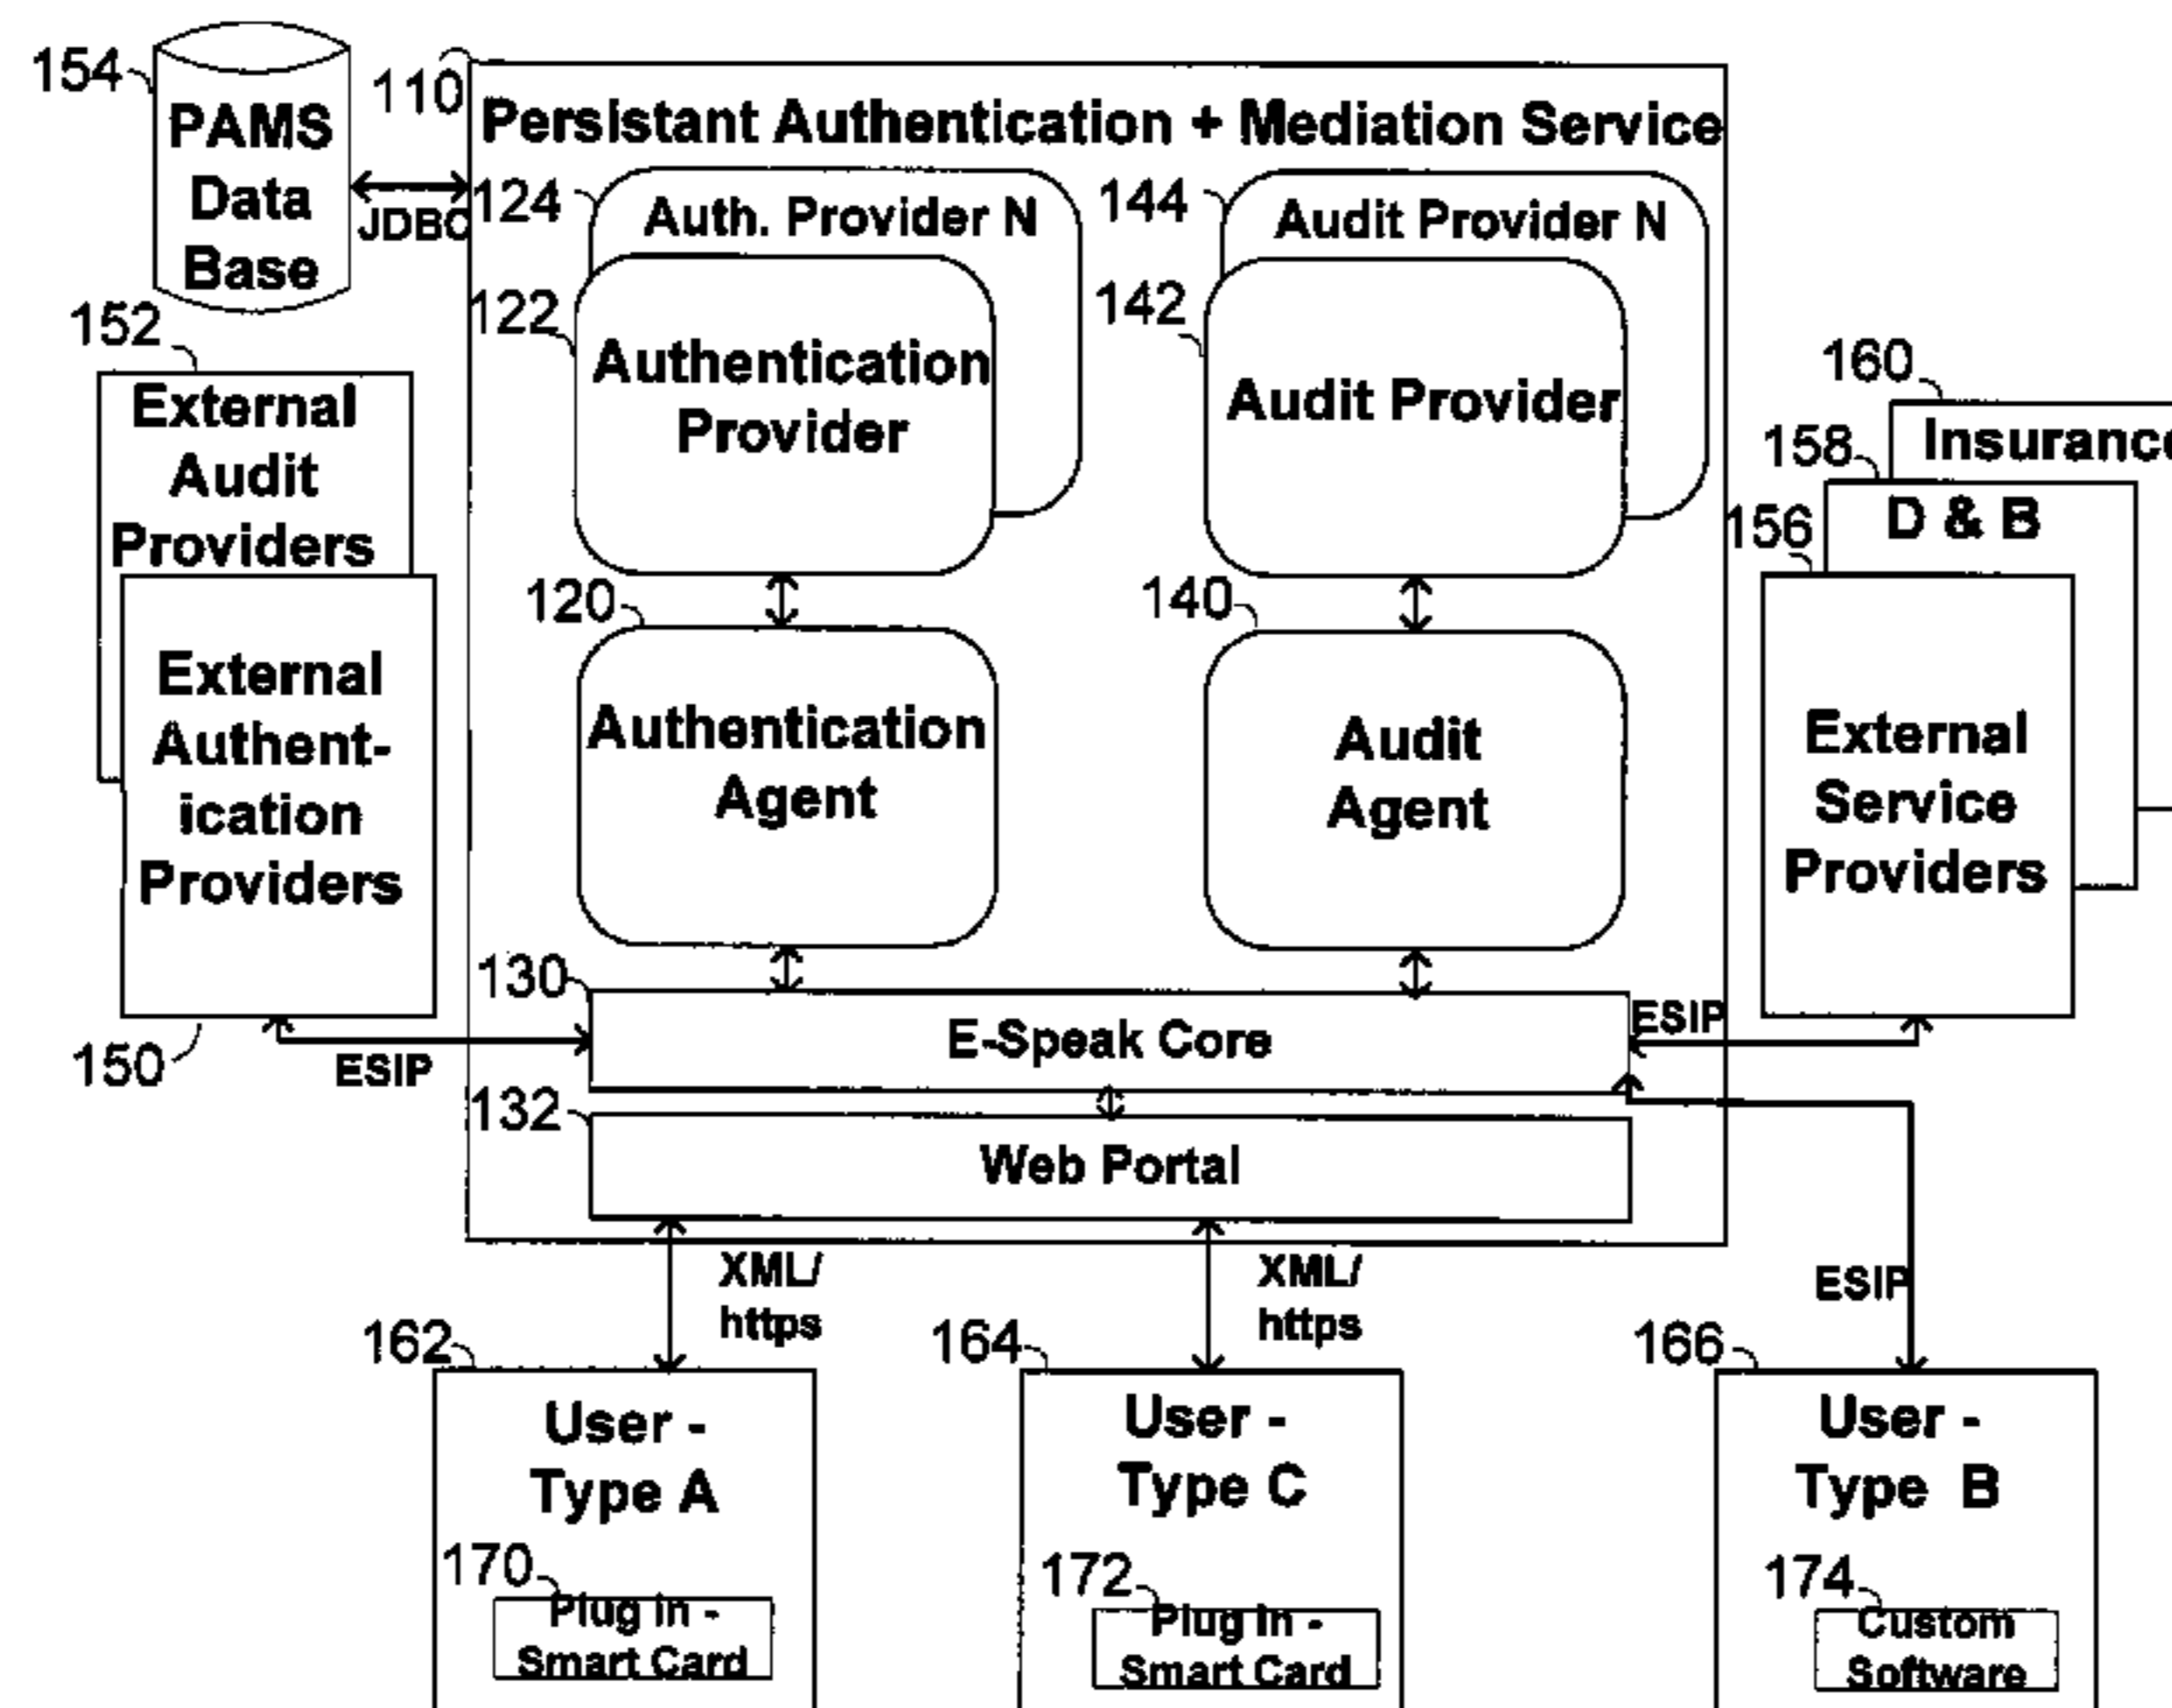 154
PAMS
Data
Base
JDBC
110
Persistant Authentication + Mediation Service
124
Auth. Provider N
144
Audit Provider N
122
Authentication
Provider
142
Audit Provider
152
External
Audit
Providers
External
Authent-
ication
Providers
150
160
Insurance
158
D & B
156
External
Service
Providers
120
Authentication
Agent
140
Audit
Agent
130
E-Speak Core
ESIP
ESIP
132
Web Portal
XML/
https
XML/
https
ESIP
162
User -
Type A
170
Plug in -
Smart Card
164
User -
Type C
172
Plug in -
Smart Card
166
User -
Type B
174
Custom
Software